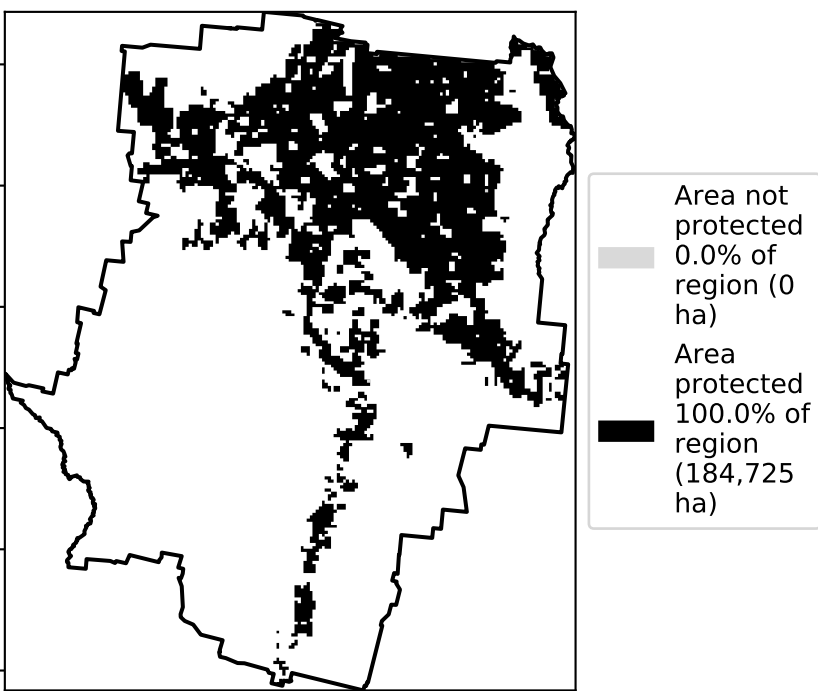 Area not
protected
0.0% of
region (0
ha)
Area
protected
100.0% of
region
(184,725
ha)